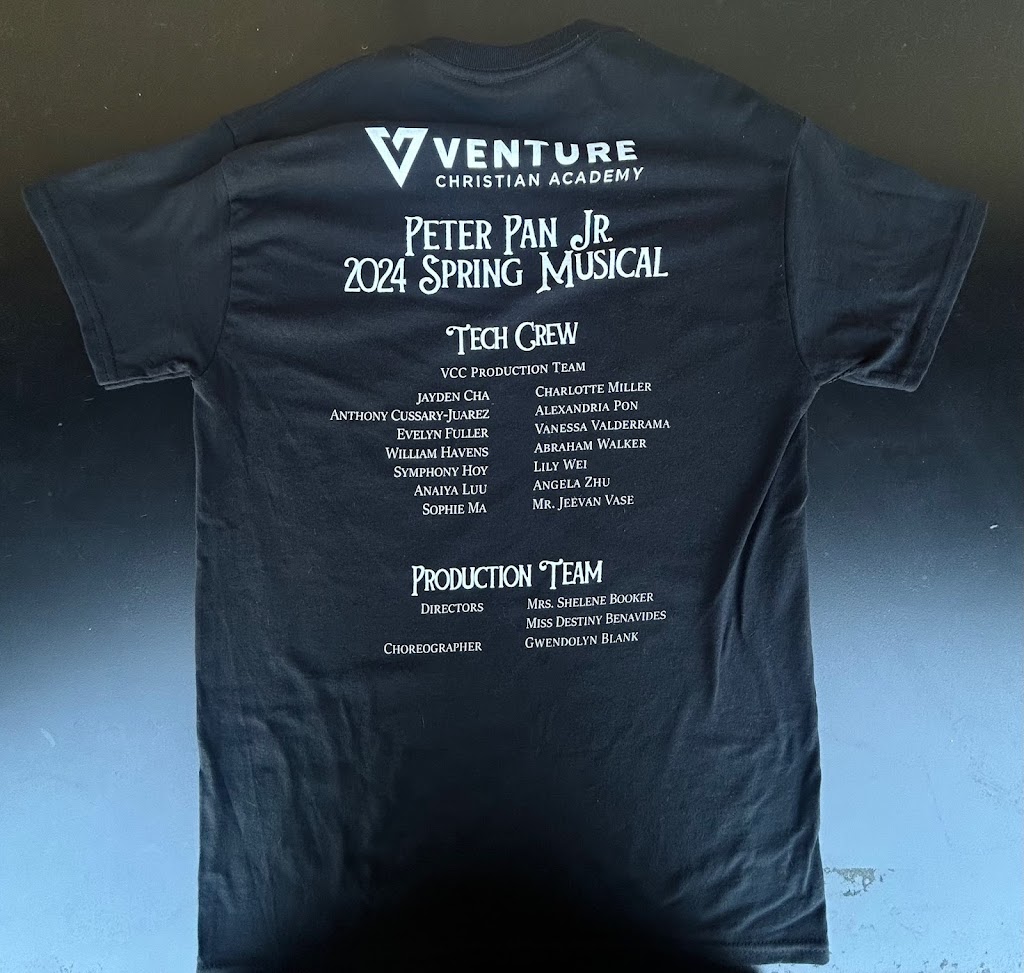 VENTURE
CHRISTIAN ACADEMY
PETER PAN JR.
2024 SPRING MUSICAL
TECH CREW
VCC PRODUCTION TEAM
JAYDEN CHA CHARLOTTE MILLER
ANTHONY CUSSARY-JUAREZ ALEXANDRIA PON
EVELYN FULLER VANESSA VALDERRAMA
WILLIAM HAVENS ABRAHAM WALKER
SYMPHONY HOY LILY WEI
ANAIYA LUU ANGELA ZHU
SOPHIE MA MR. JEEVAN VASE
PRODUCTION TEAM
DIRECTORS MRS. SHELENE BOOKER
MISS DESTINY BENAVIDES
CHOREOGRAPHER GWENDOLYN BLANK